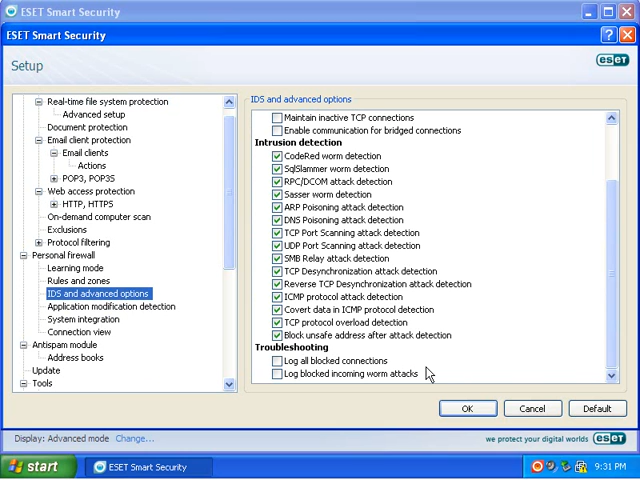 ESET Smart Security
ESET Smart Security
Setup
eset
Real-time file system protection
Advanced setup
Document protection
Email client protection
Email clients
Actions
POP3, POP3S
Web access protection
HTTP, HTTPS
On-demand computer scan
Exclusions
Protocol filtering
Personal firewall
Learning mode
Rules and zones
IDS and advanced options
Application modification detection
System integration
Connection view
Antispam module
Address books
Update
Tools
IDS and advanced options
Maintain inactive TCP connections
Enable communication for bridged connections
Intrusion detection
CodeRed worm detection
SqlSlammer worm detection
RPC/DCOM attack detection
Sasser worm detection
ARP Poisoning attack detection
DNS Poisoning attack detection
TCP Port Scanning attack detection
UDP Port Scanning attack detection
SMB Relay attack detection
TCP Desynchronization attack detection
Reverse TCP Desynchronization attack detection
ICMP protocol attack detection
Covert data in ICMP protocol detection
TCP protocol overload detection
Block unsafe address after attack detection
Troubleshooting
Log all blocked connections
Log blocked incoming worm attacks
OK
Cancel
Default
Display: Advanced mode Change...
we protect your digital worlds eset
start
ESET Smart Security
9:31 PM